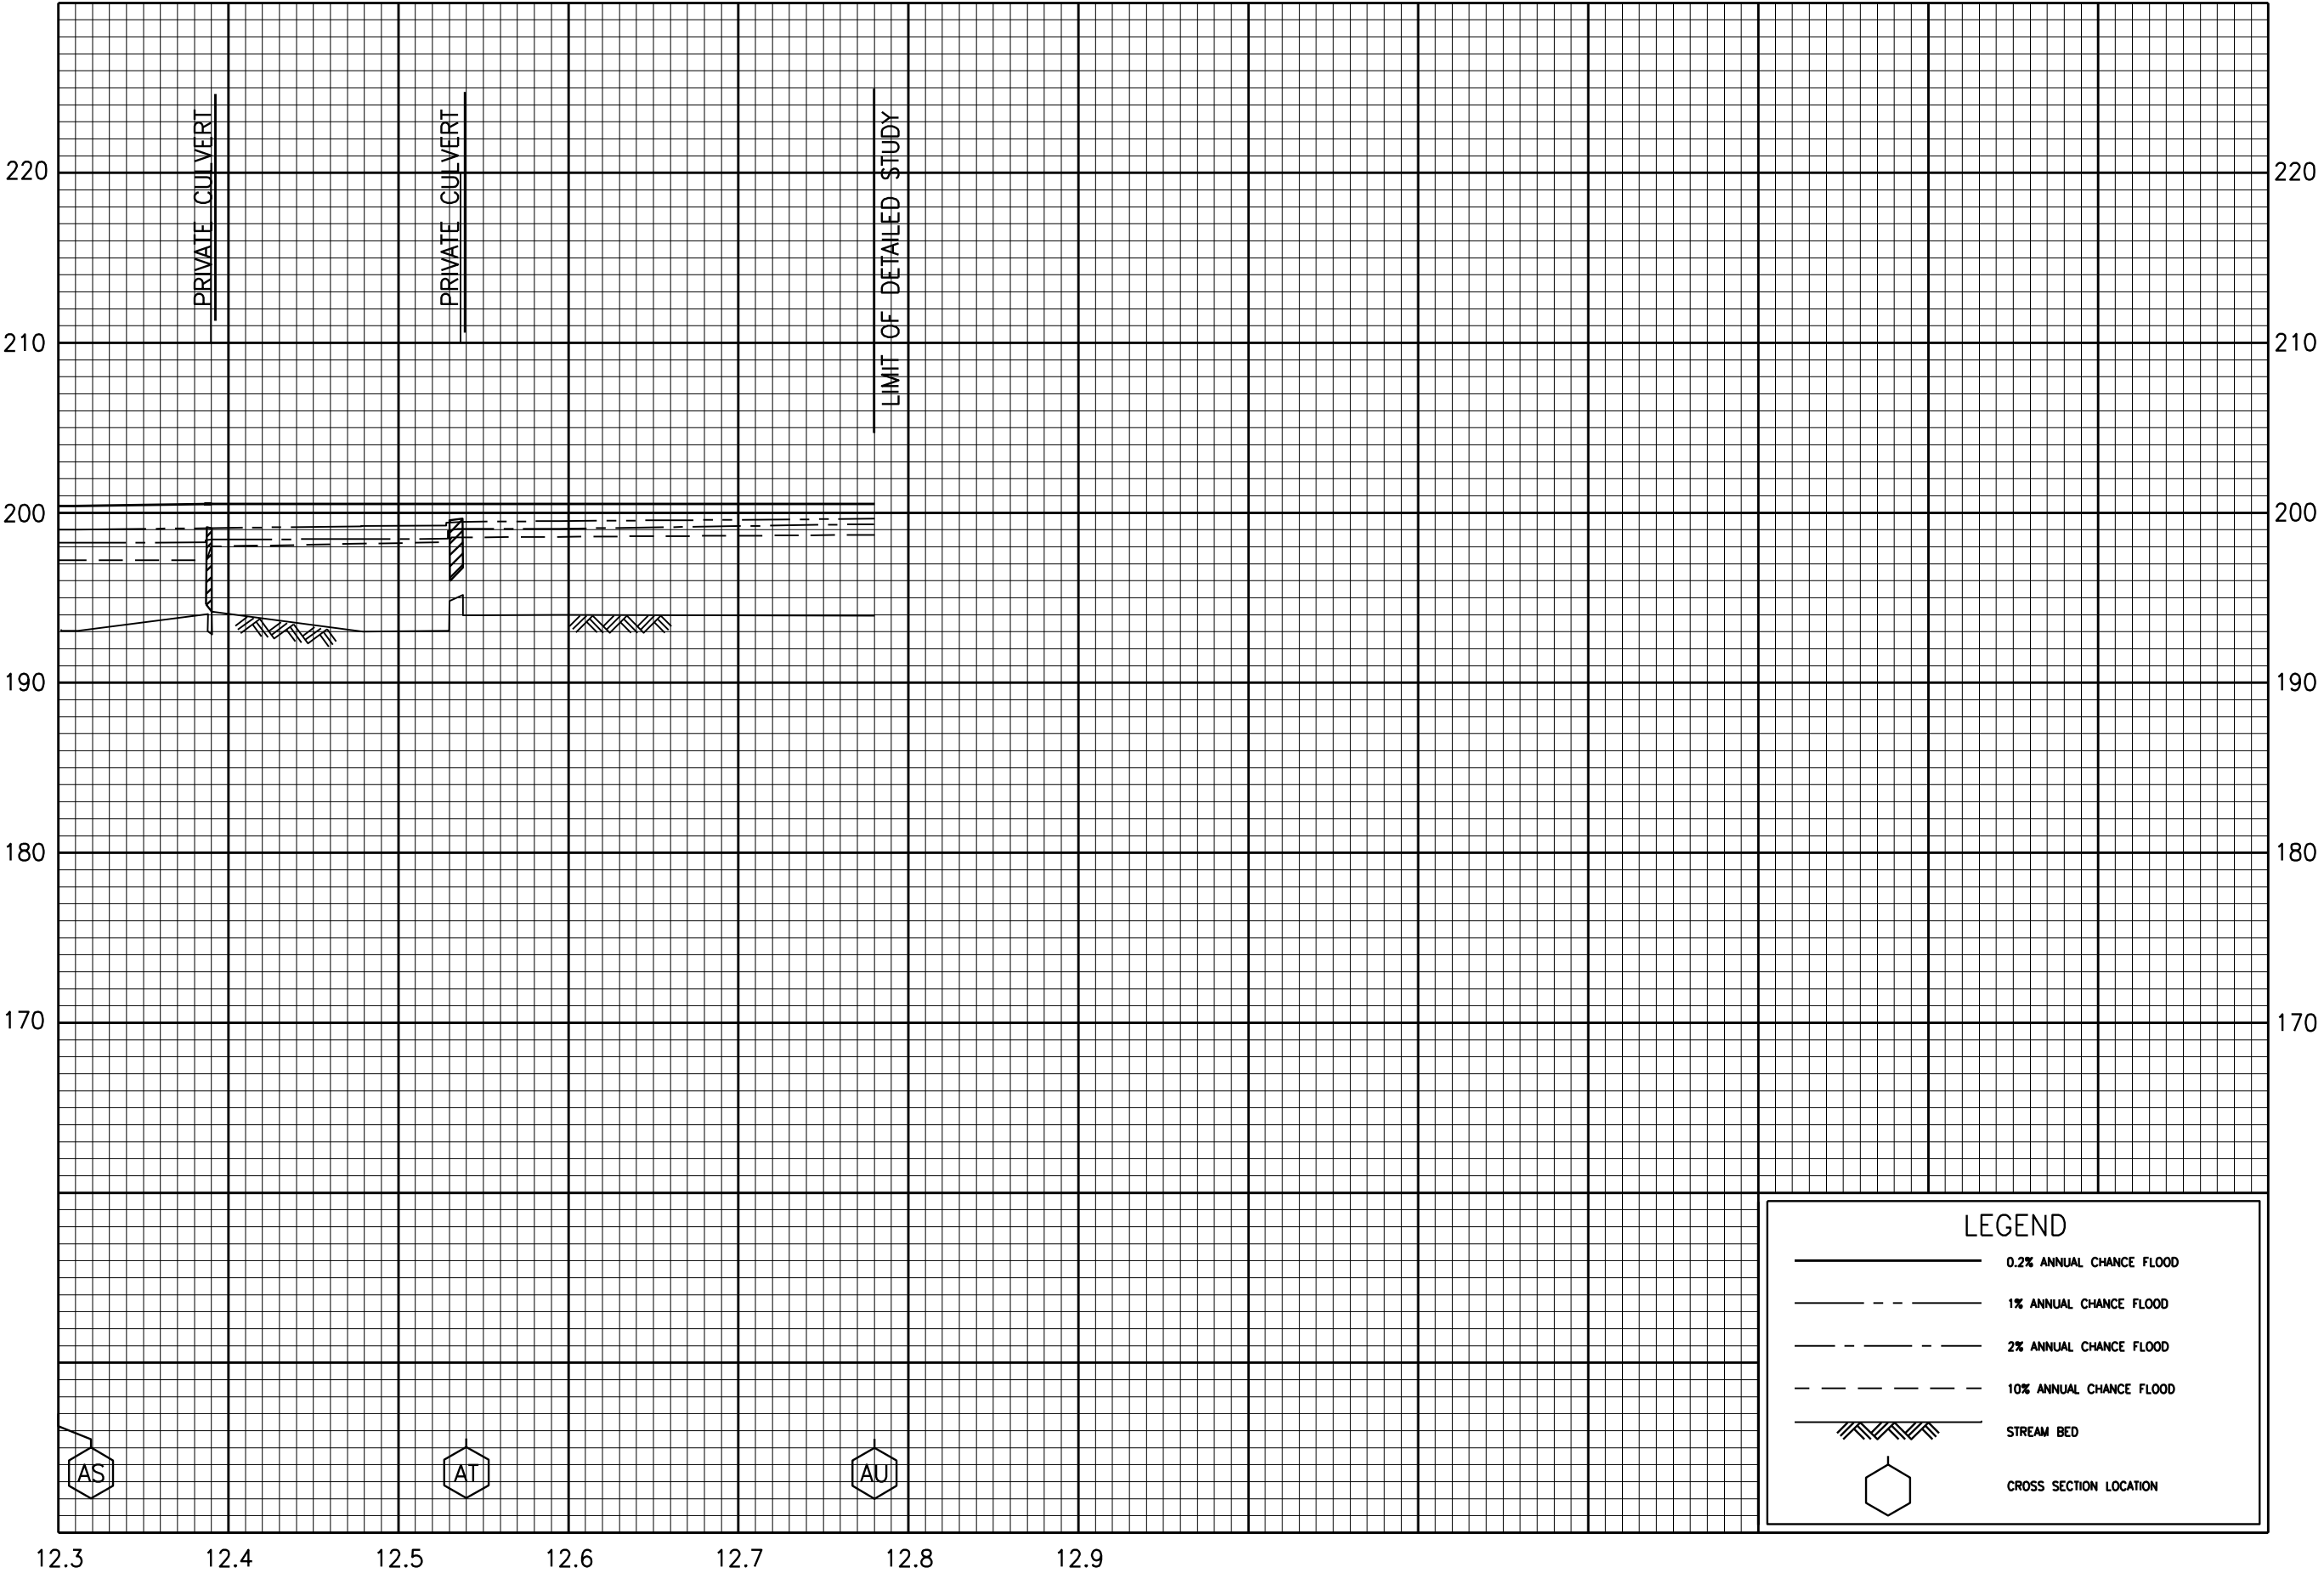 PRIVATE CULVERT
PRIVATE CULVERT
LIMIT OF DETAILED STUDY
220
220
210
210
200
200
190
190
180
180
170
170
LEGEND
0.2% ANNUAL CHANCE FLOOD
1% ANNUAL CHANCE FLOOD
2% ANNUAL CHANCE FLOOD
10% ANNUAL CHANCE FLOOD
STREAM BED
CROSS SECTION LOCATION
AS
AT
AU
12.3
12.4
12.5
12.6
12.7
12.8
12.9